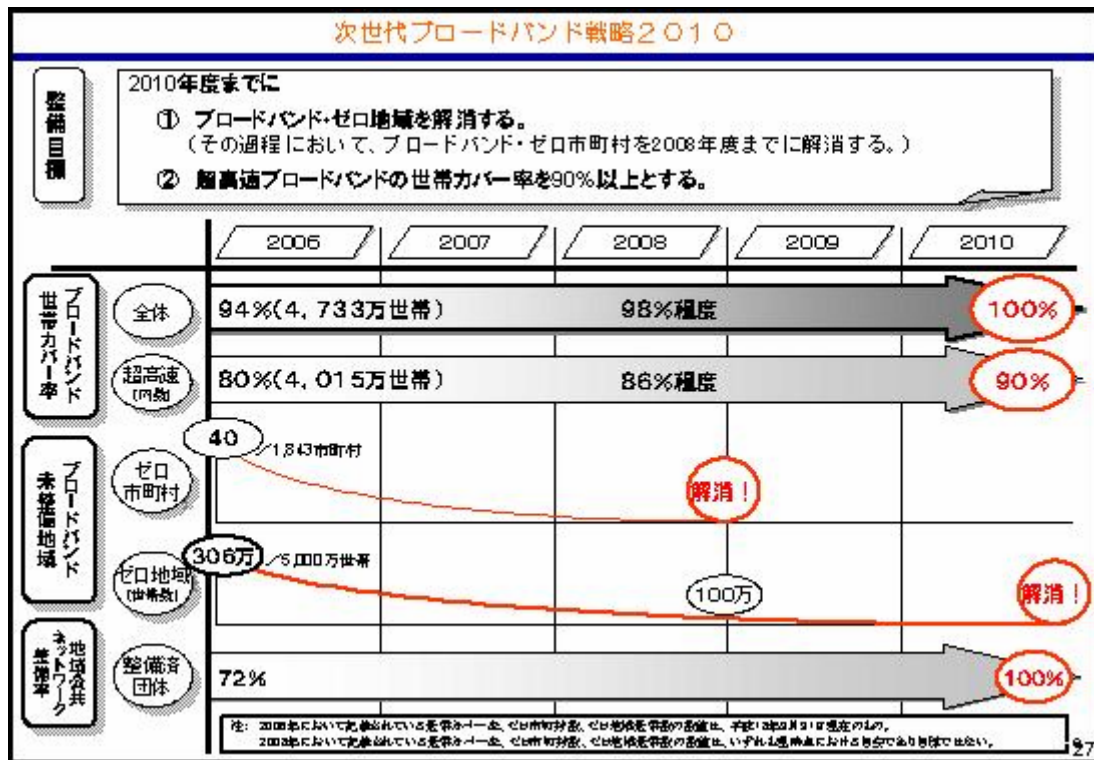 次世代ブロードバンド戦略2010
整備目標
2010年度までに
① ブロードバンド・ゼロ地域を解消する。
(その過程において、ブロードバンド・ゼロ市町村を2008年度までに解消する。)
② 超高速ブロードバンドの世帯カバー率を90%以上とする。
2006 2007 2008 2009 2010
ブロードバンド
世帯カバー率
全体
94%(4,733万世帯) 98%程度 100%
超高速
(内数)
80%(4,015万世帯) 86%程度 90%
ブロードバンド
未整備地域
ゼロ
市町村
40 /1,843市町村 解消!
ゼロ地域
(世帯数)
306万 /5,000万世帯 100万 解消!
地域公共
ネットワーク
整備率
整備済
団体
72% 100%
27